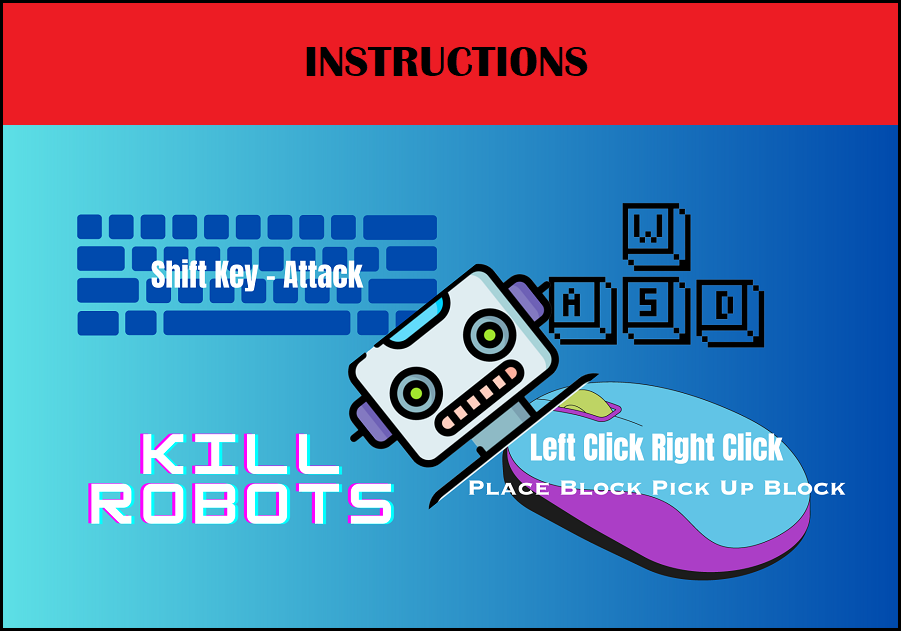 INSTRUCTIONS
Shift Key - Attack
W
A S D
KILL
ROBOTS
Left Click Right Click
PLACE BLOCK PICK UP BLOCK